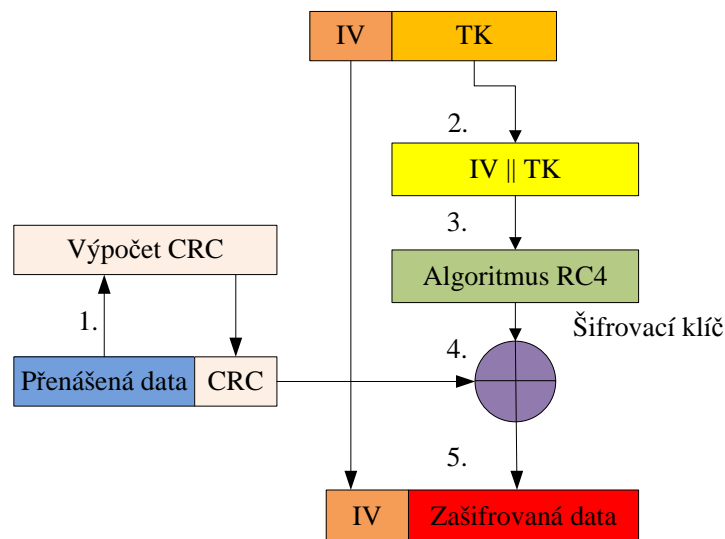 IV TK
2.
IV || TK
3.
Výpočet CRC
Algoritmus RC4
1.
Šifrovací klíč
4.
Přenášená data CRC
5.
IV Zašifrovaná data